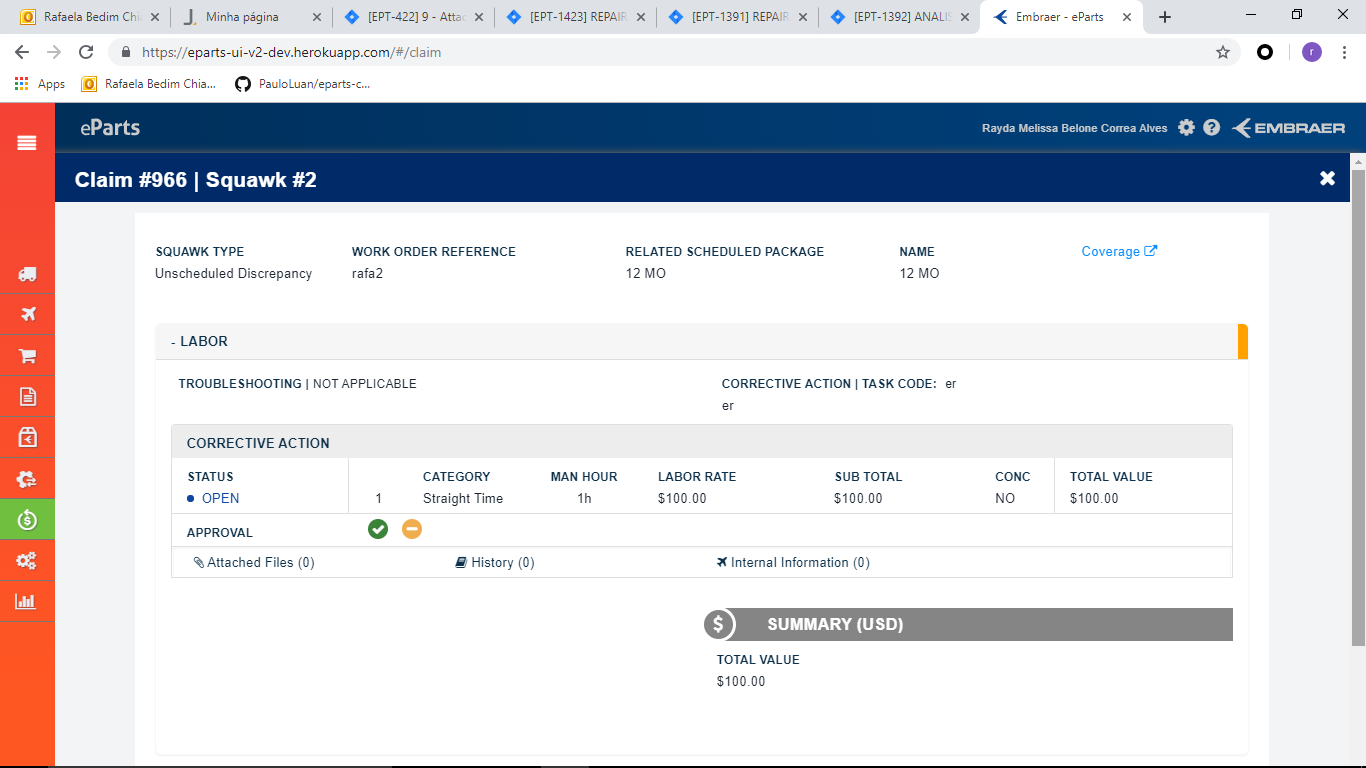 Rafaela Bedim Chi
Minha página
[EPT-422] 9 - Attac
[EPT-1423] REPAIR
[EPT-1391] REPAIR
[EPT-1392] ANALIS
Embraer - eParts
https://eparts-ui-v2-dev.herokuapp.com/#/claim
r
Apps
Rafaela Bedim Chia...
PauloLuan/eparts-c...
eParts
Rayda Melissa Belone Correa Alves
EMBRAER
Claim #966 | Squawk #2
SQUAWK TYPE WORK ORDER REFERENCE RELATED SCHEDULED PACKAGE NAME Coverage
Unscheduled Discrepancy rafa2 12 MO 12 MO
- LABOR
TROUBLESHOOTING | NOT APPLICABLE CORRECTIVE ACTION | TASK CODE: er
er
CORRECTIVE ACTION
STATUS CATEGORY MAN HOUR LABOR RATE SUB TOTAL CONC TOTAL VALUE
OPEN 1 Straight Time 1h $100.00 $100.00 NO $100.00
APPROVAL
Attached Files (0) History (0) Internal Information (0)
$ SUMMARY (USD)
TOTAL VALUE
$100.00